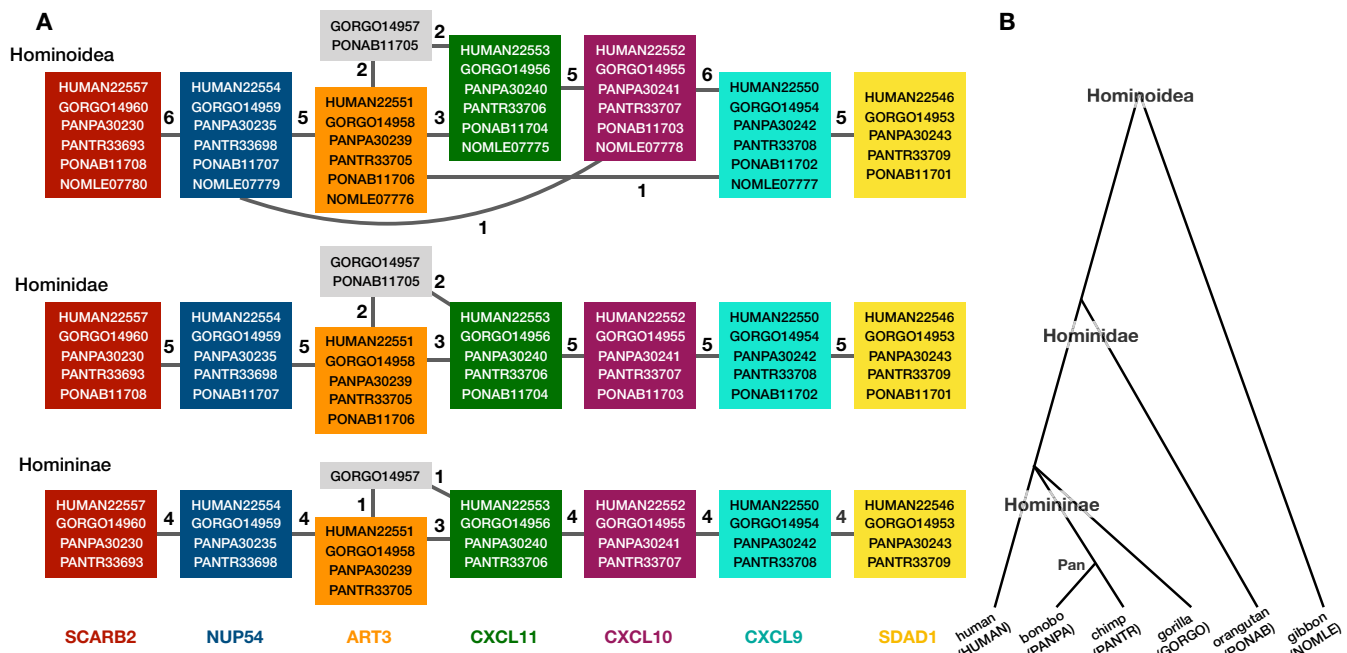 A
Hominoidea
GORGO14957
PONAB11705
2
2
HUMAN22557
GORGO14960
PANPA30230
PANTR33693
PONAB11708
NOMLE07780
6
HUMAN22554
GORGO14959
PANPA30235
PANTR33698
PONAB11707
NOMLE07779
5
HUMAN22551
GORGO14958
PANPA30239
PANTR33705
PONAB11706
NOMLE07776
3
HUMAN22553
GORGO14956
PANPA30240
PANTR33706
PONAB11704
NOMLE07775
5
HUMAN22552
GORGO14955
PANPA30241
PANTR33707
PONAB11703
NOMLE07778
6
HUMAN22550
GORGO14954
PANPA30242
PANTR33708
PONAB11702
NOMLE07777
5
HUMAN22546
GORGO14953
PANPA30243
PANTR33709
PONAB11701
1
1
Hominidae
GORGO14957
PONAB11705
2
2
HUMAN22557
GORGO14960
PANPA30230
PANTR33693
PONAB11708
5
HUMAN22554
GORGO14959
PANPA30235
PANTR33698
PONAB11707
5
HUMAN22551
GORGO14958
PANPA30239
PANTR33705
PONAB11706
3
HUMAN22553
GORGO14956
PANPA30240
PANTR33706
PONAB11704
5
HUMAN22552
GORGO14955
PANPA30241
PANTR33707
PONAB11703
5
HUMAN22550
GORGO14954
PANPA30242
PANTR33708
PONAB11702
5
HUMAN22546
GORGO14953
PANPA30243
PANTR33709
PONAB11701
Homininae
GORGO14957
1
1
HUMAN22557
GORGO14960
PANPA30230
PANTR33693
4
HUMAN22554
GORGO14959
PANPA30235
PANTR33698
4
HUMAN22551
GORGO14958
PANPA30239
PANTR33705
3
HUMAN22553
GORGO14956
PANPA30240
PANTR33706
4
HUMAN22552
GORGO14955
PANPA30241
PANTR33707
4
HUMAN22550
GORGO14954
PANPA30242
PANTR33708
4
HUMAN22546
GORGO14953
PANPA30243
PANTR33709
SCARB2
NUP54
ART3
CXCL11
CXCL10
CXCL9
SDAD1
B
Hominoidea
Hominidae
Homininae
Pan
human
(HUMAN)
bonobo
(PANPA)
chimp
(PANTR)
gorilla
(GORGO)
orangutan
(PONAB)
gibbon
(NOMLE)